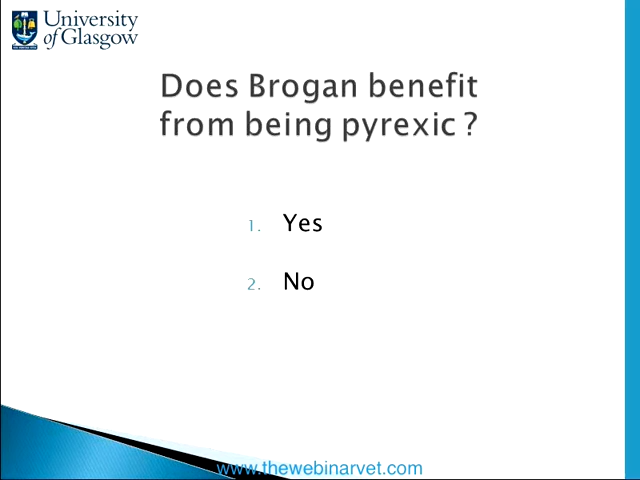 University
of Glasgow
Does Brogan benefit
from being pyrexic ?
1. Yes
2. No
www.thewebinarvet.com